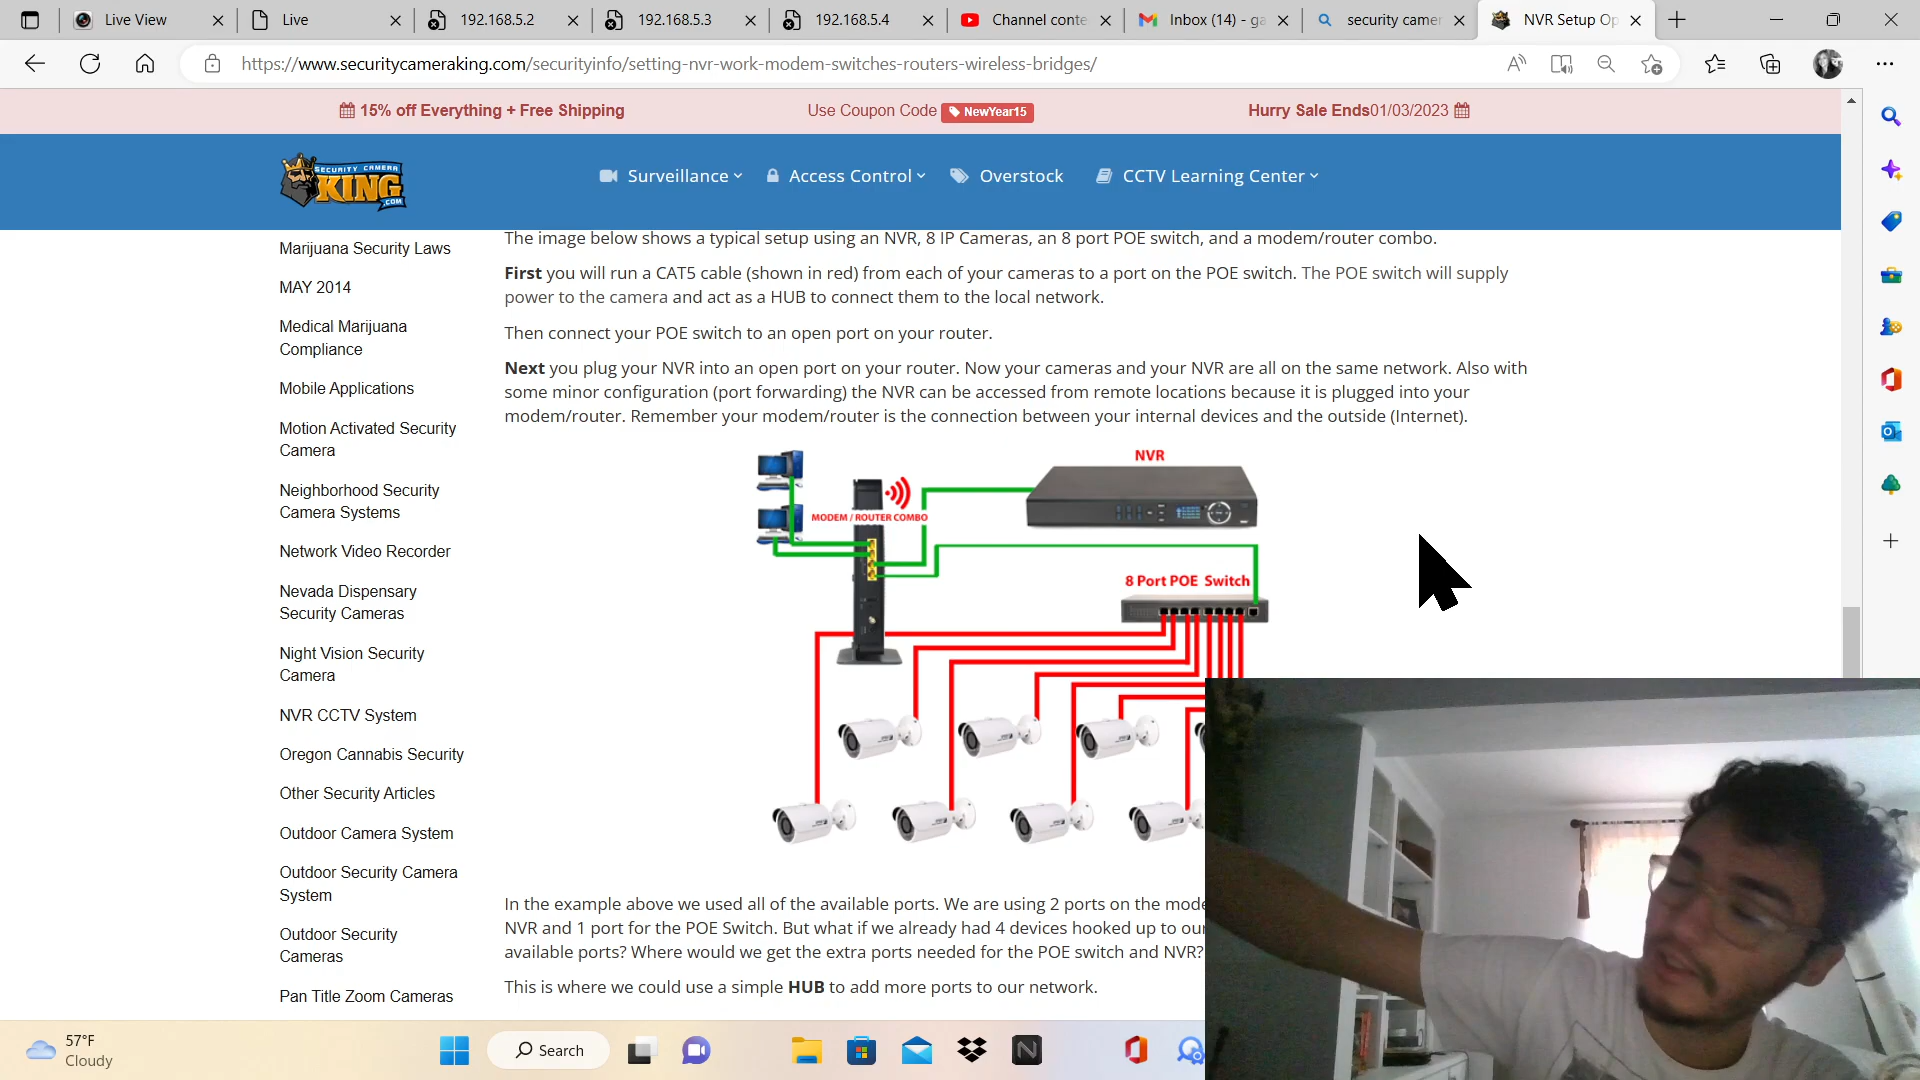 Live View
Live
192.168.5.2
192.168.5.3
192.168.5.4
Channel conte
Inbox (14) - ga
security camer
NVR Setup Op
https://www.securitycameraking.com/securityinfo/setting-nvr-work-modem-switches-routers-wireless-bridges/
15% off Everything + Free Shipping
Use Coupon Code NewYear15
Hurry Sale Ends01/03/2023
SECURITY CAMERA
KING
.COM
Surveillance
Access Control
Overstock
CCTV Learning Center
Marijuana Security Laws
MAY 2014
Medical Marijuana
Compliance
Mobile Applications
Motion Activated Security
Camera
Neighborhood Security
Camera Systems
Network Video Recorder
Nevada Dispensary
Security Cameras
Night Vision Security
Camera
NVR CCTV System
Oregon Cannabis Security
Other Security Articles
Outdoor Camera System
Outdoor Security Camera
System
Outdoor Security
Cameras
Pan Title Zoom Cameras
The image below shows a typical setup using an NVR, 8 IP Cameras, an 8 port POE switch, and a modem/router combo.
First you will run a CAT5 cable (shown in red) from each of your cameras to a port on the POE switch. The POE switch will supply
power to the camera and act as a HUB to connect them to the local network.
Then connect your POE switch to an open port on your router.
Next you plug your NVR into an open port on your router. Now your cameras and your NVR are all on the same network. Also with
some minor configuration (port forwarding) the NVR can be accessed from remote locations because it is plugged into your
modem/router. Remember your modem/router is the connection between your internal devices and the outside (Internet).
NVR
MODEM / ROUTER COMBO
8 Port POE Switch
In the example above we used all of the available ports. We are using 2 ports on the mode
NVR and 1 port for the POE Switch. But what if we already had 4 devices hooked up to our
available ports? Where would we get the extra ports needed for the POE switch and NVR?
This is where we could use a simple HUB to add more ports to our network.
57°F
Cloudy
Search